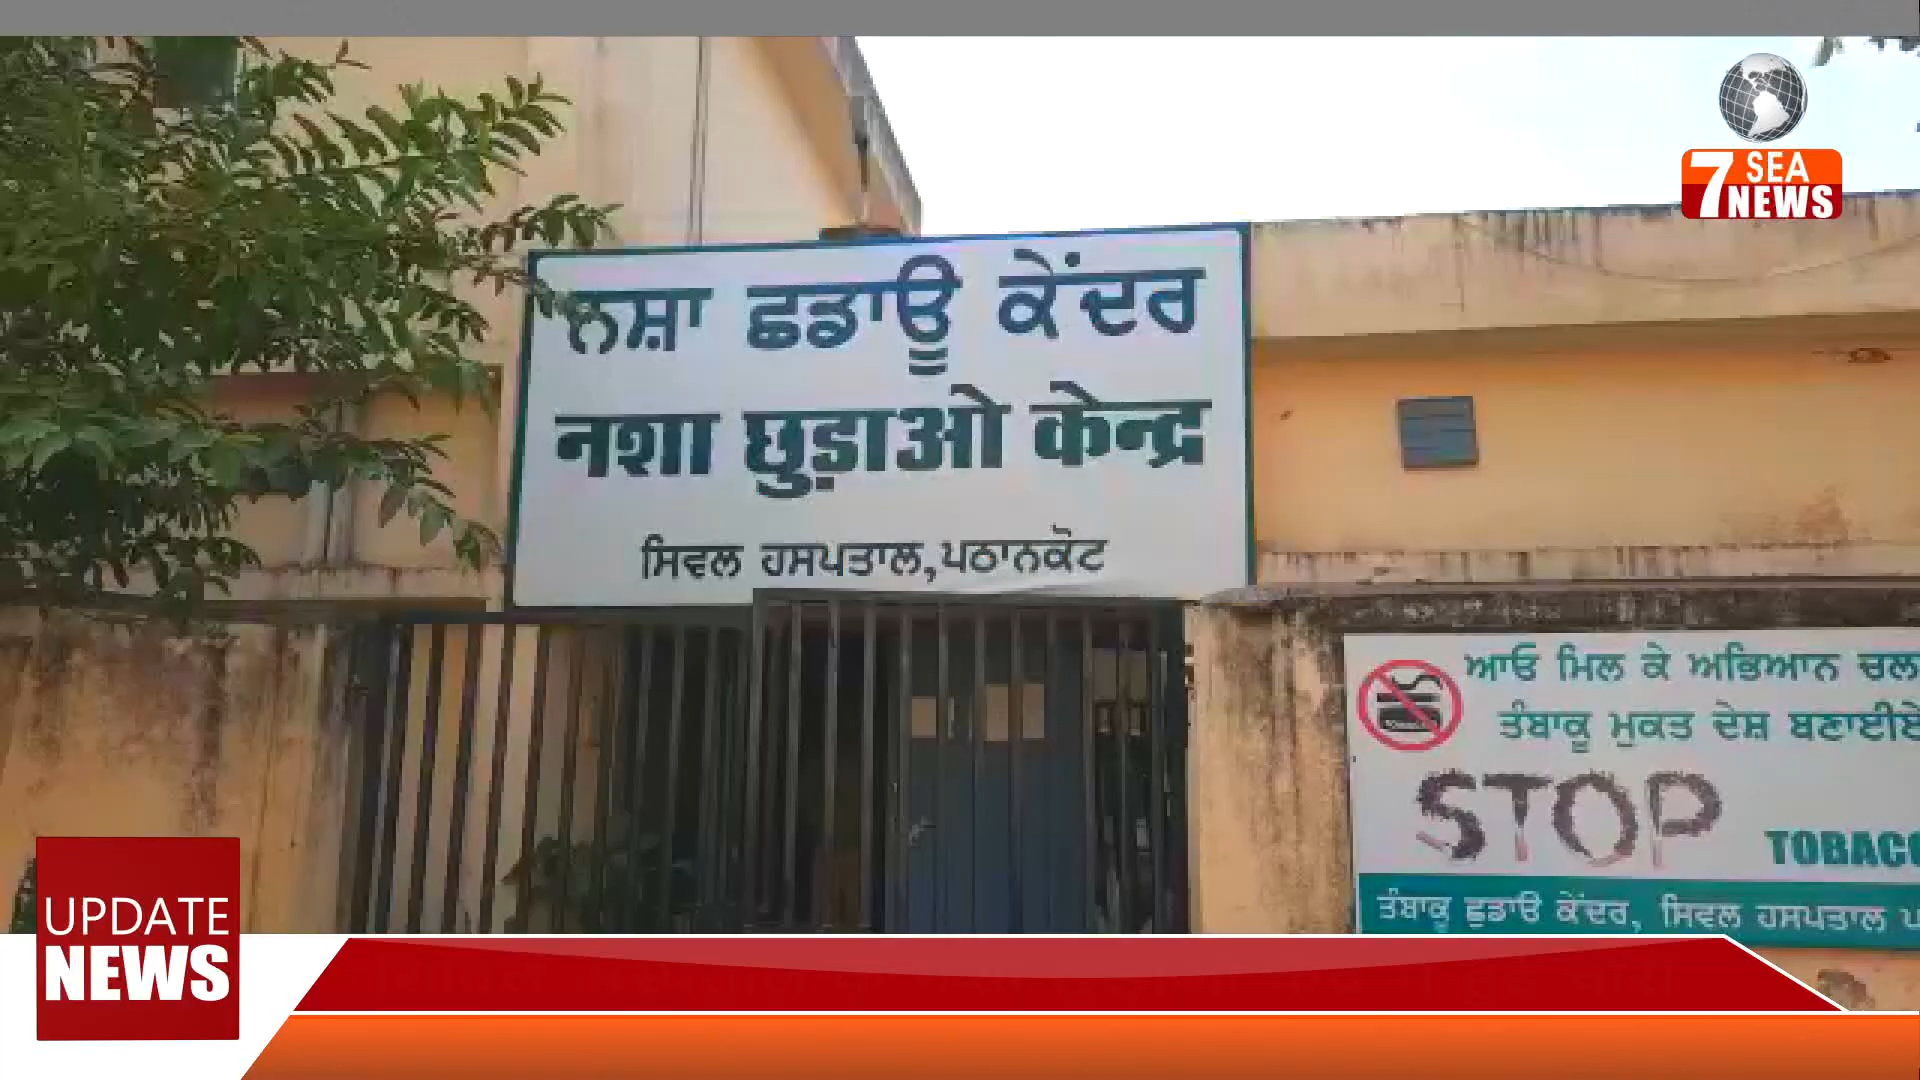 7 SEA
NEWS
ਨਸ਼ਾ ਛਡਾਊ ਕੇਂਦਰ
नशा छुड़ाओ केन्द्र
ਸਿਵਲ ਹਸਪਤਾਲ,ਪਠਾਨਕੋਟ
ਆਓ ਮਿਲ ਕੇ ਅਭਿਆਨ ਚਲ
ਤੰਬਾਕੂ ਮੁਕਤ ਦੇਸ਼ ਬਣਾਈਏ
STOP
TOBACC
ਤੰਬਾਕੂ ਛੁਡਾਓ ਕੇਂਦਰ, ਸਿਵਲ ਹਸਪਤਾਲ ਪ
UPDATE
NEWS